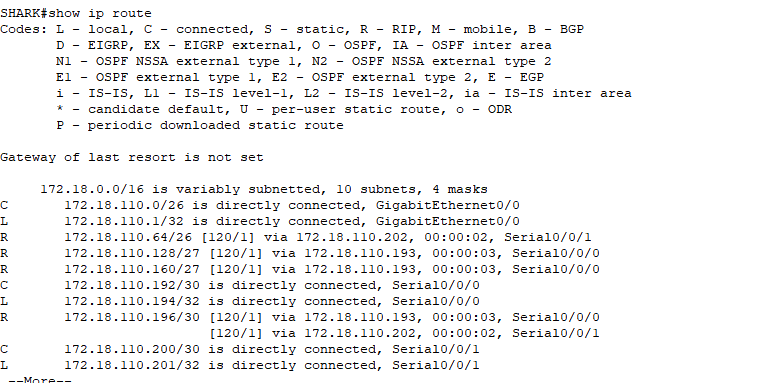 SHARK#show ip route
Codes: L - local, C - connected, S - static, R - RIP, M - mobile, B - BGP
D - EIGRP, EX - EIGRP external, O - OSPF, IA - OSPF inter area
N1 - OSPF NSSA external type 1, N2 - OSPF NSSA external type 2
E1 - OSPF external type 1, E2 - OSPF external type 2, E - EGP
i - IS-IS, L1 - IS-IS level-1, L2 - IS-IS level-2, ia - IS-IS inter area
* - candidate default, U - per-user static route, o - ODR
P - periodic downloaded static route
Gateway of last resort is not set
172.18.0.0/16 is variably subnetted, 10 subnets, 4 masks
C 172.18.110.0/26 is directly connected, GigabitEthernet0/0
L 172.18.110.1/32 is directly connected, GigabitEthernet0/0
R 172.18.110.64/26 [120/1] via 172.18.110.202, 00:00:02, Serial0/0/1
R 172.18.110.128/27 [120/1] via 172.18.110.193, 00:00:03, Serial0/0/0
R 172.18.110.160/27 [120/1] via 172.18.110.193, 00:00:03, Serial0/0/0
C 172.18.110.192/30 is directly connected, Serial0/0/0
L 172.18.110.194/32 is directly connected, Serial0/0/0
R 172.18.110.196/30 [120/1] via 172.18.110.193, 00:00:03, Serial0/0/0
[120/1] via 172.18.110.202, 00:00:02, Serial0/0/1
C 172.18.110.200/30 is directly connected, Serial0/0/1
L 172.18.110.201/32 is directly connected, Serial0/0/1
--More--